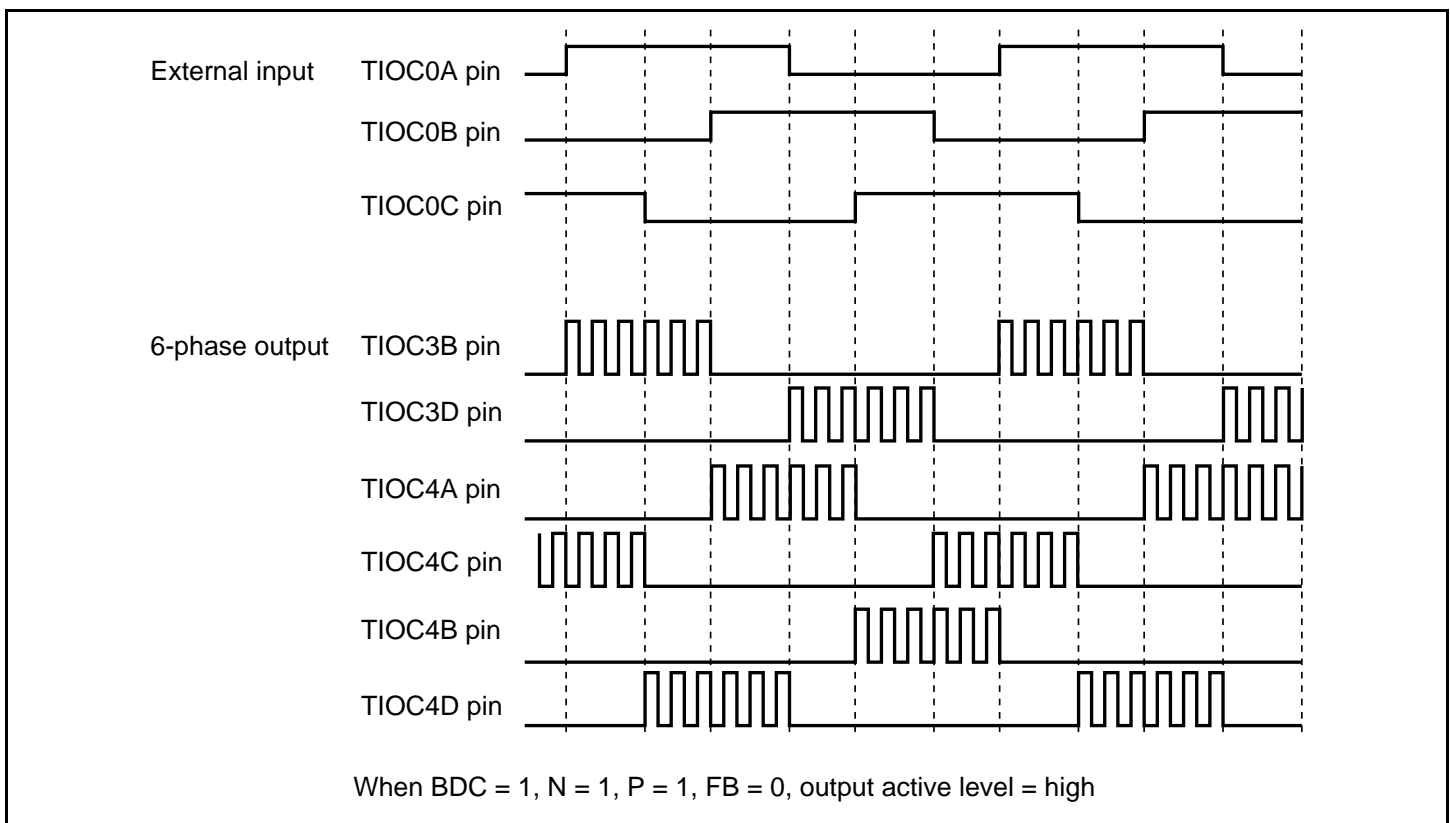 External input TIOC0A pin
TIOC0B pin
TIOC0C pin
6-phase output TIOC3B pin
TIOC3D pin
TIOC4A pin
TIOC4C pin
TIOC4B pin
TIOC4D pin
When BDC = 1, N = 1, P = 1, FB = 0, output active level = high